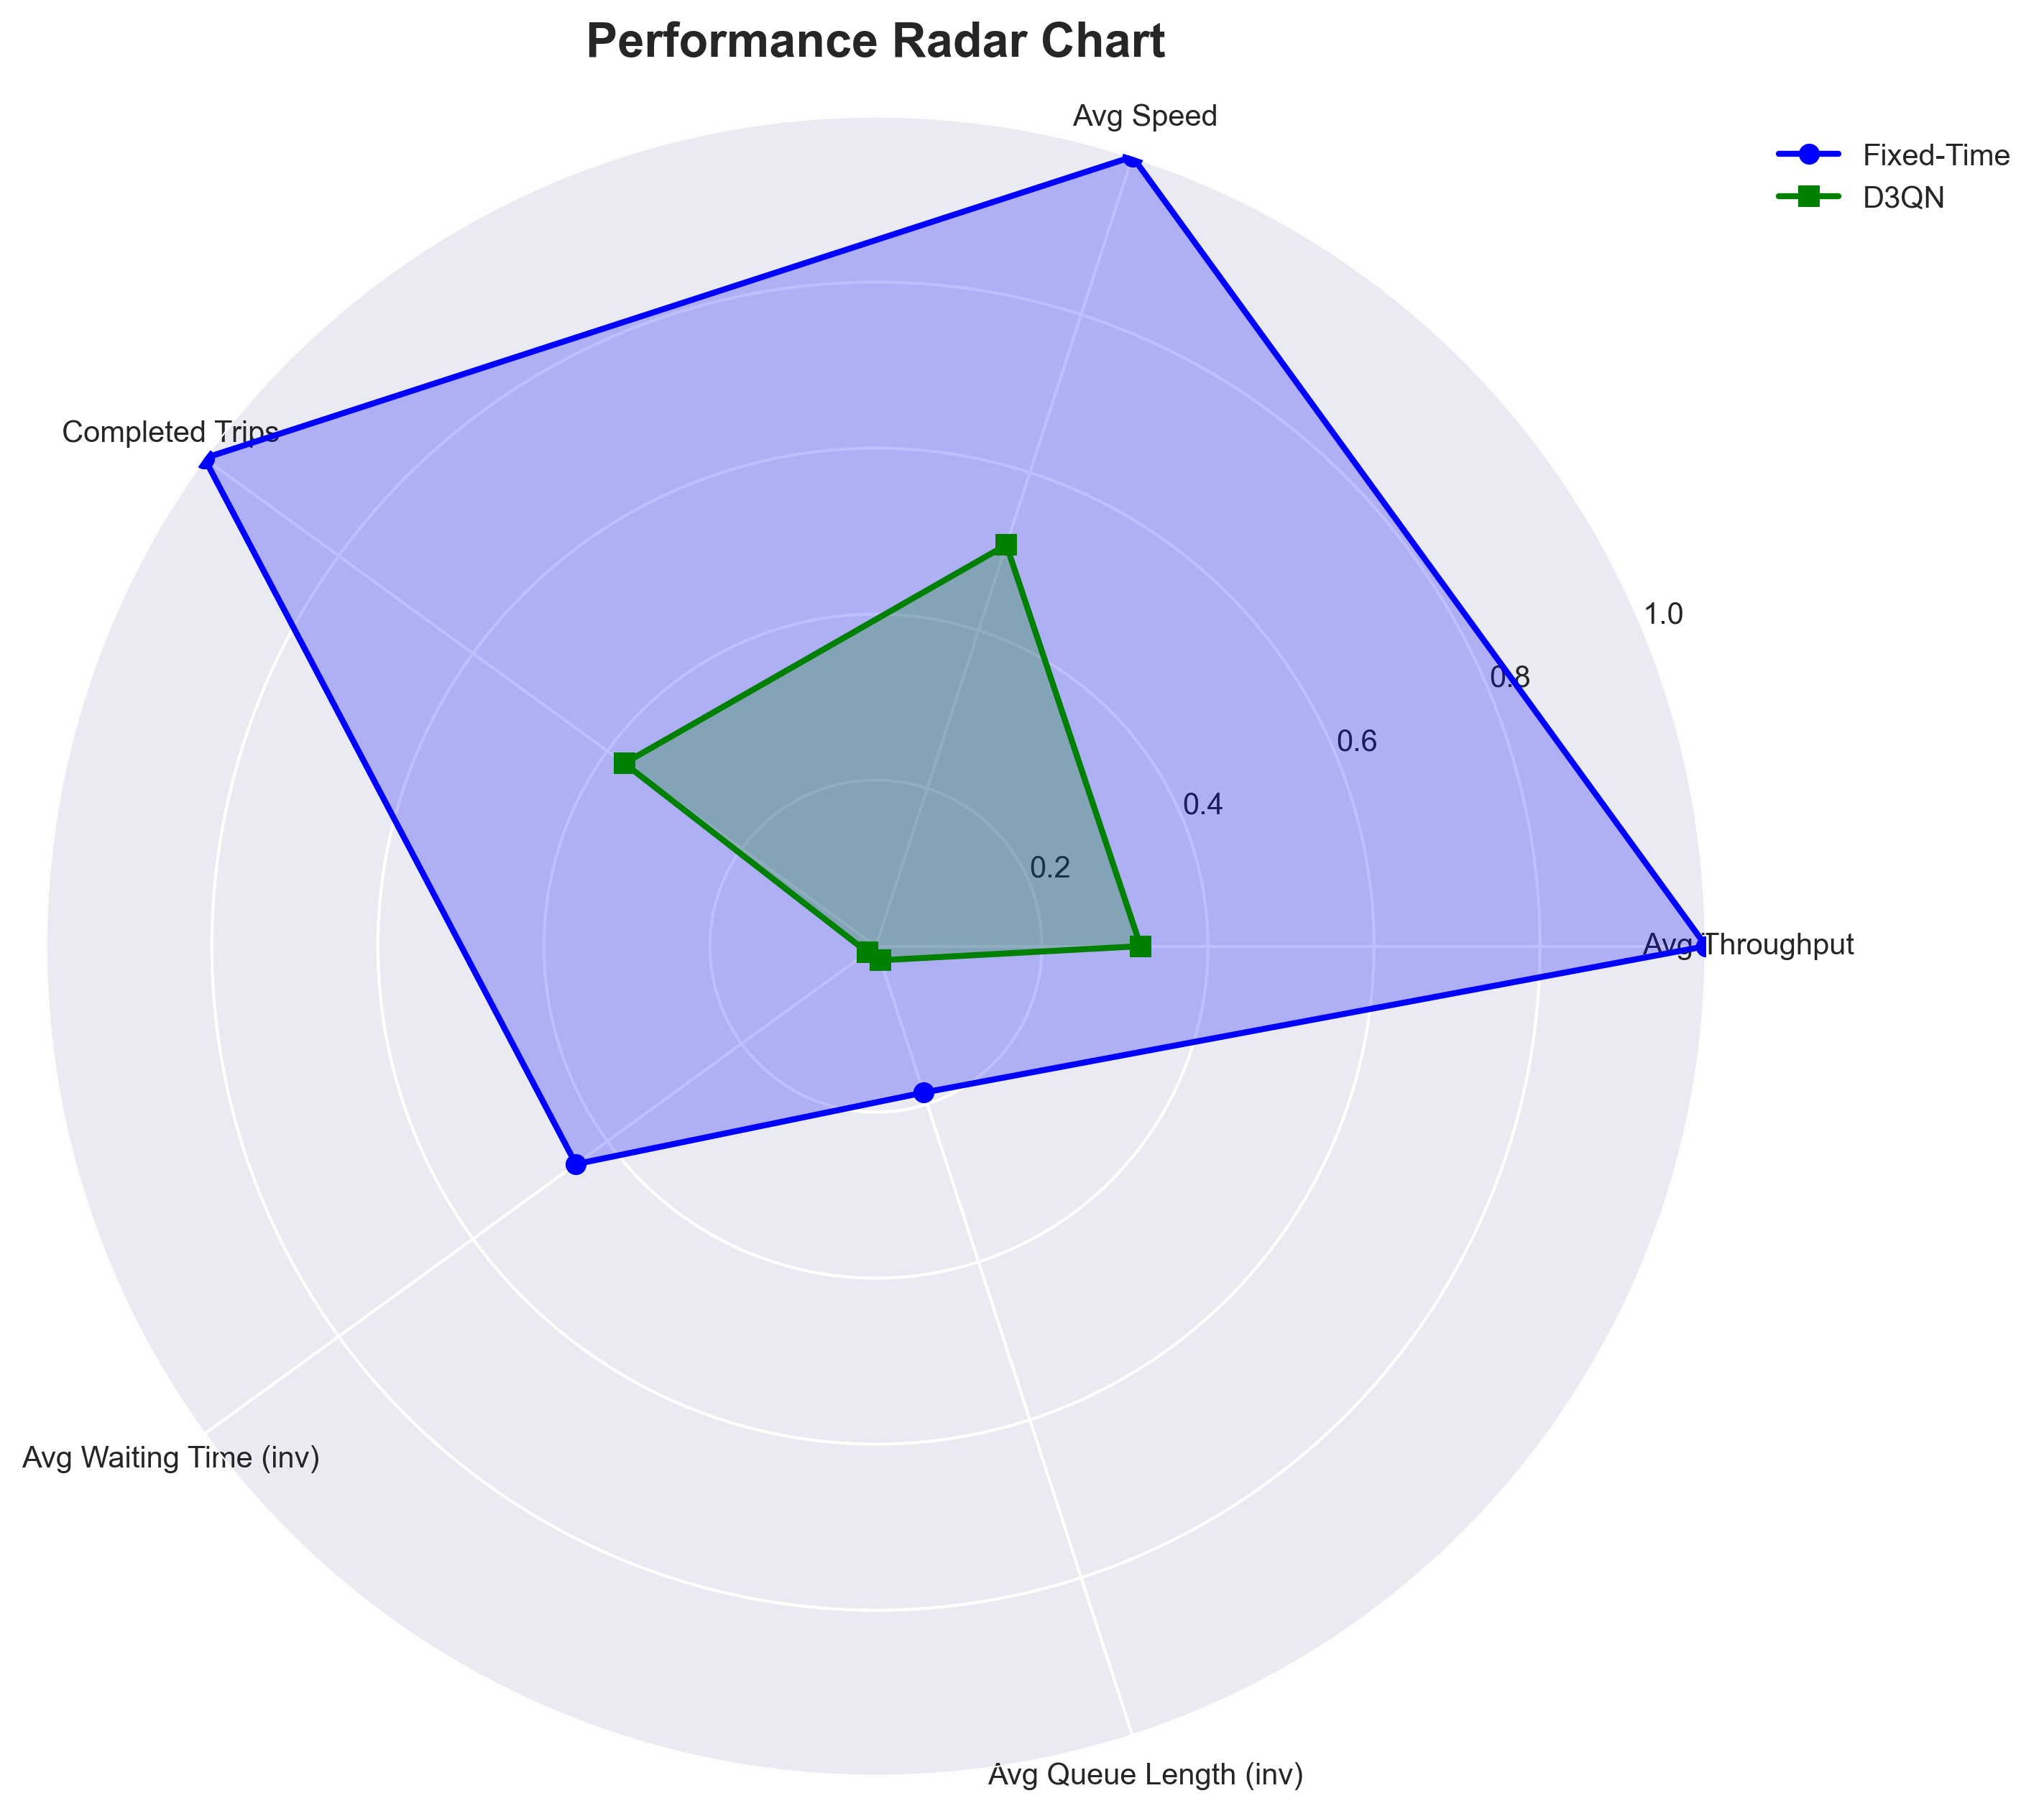 Performance Radar Chart
Avg Speed
Fixed-Time
D3QN
Completed Trips
1.0
0.8
0.6
0.4
0.2
Avg Throughput
Avg Waiting Time (inv)
Avg Queue Length (inv)